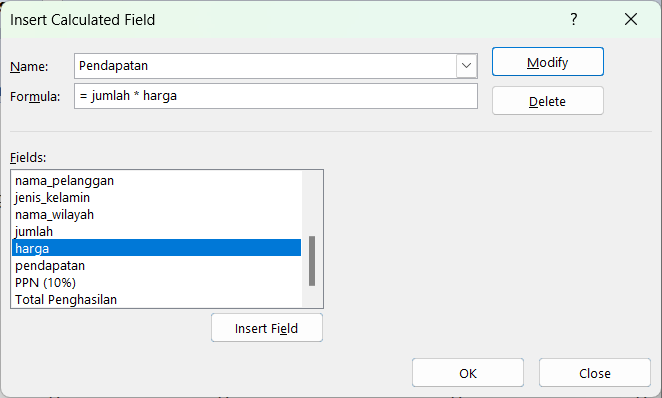 Insert Calculated Field
?
Name: Pendapatan Modify
Formula: = jumlah * harga Delete
Fields:
nama_pelanggan
jenis_kelamin
nama_wilayah
jumlah
harga
pendapatan
PPN (10%)
Total Penghasilan
Insert Field
OK Close